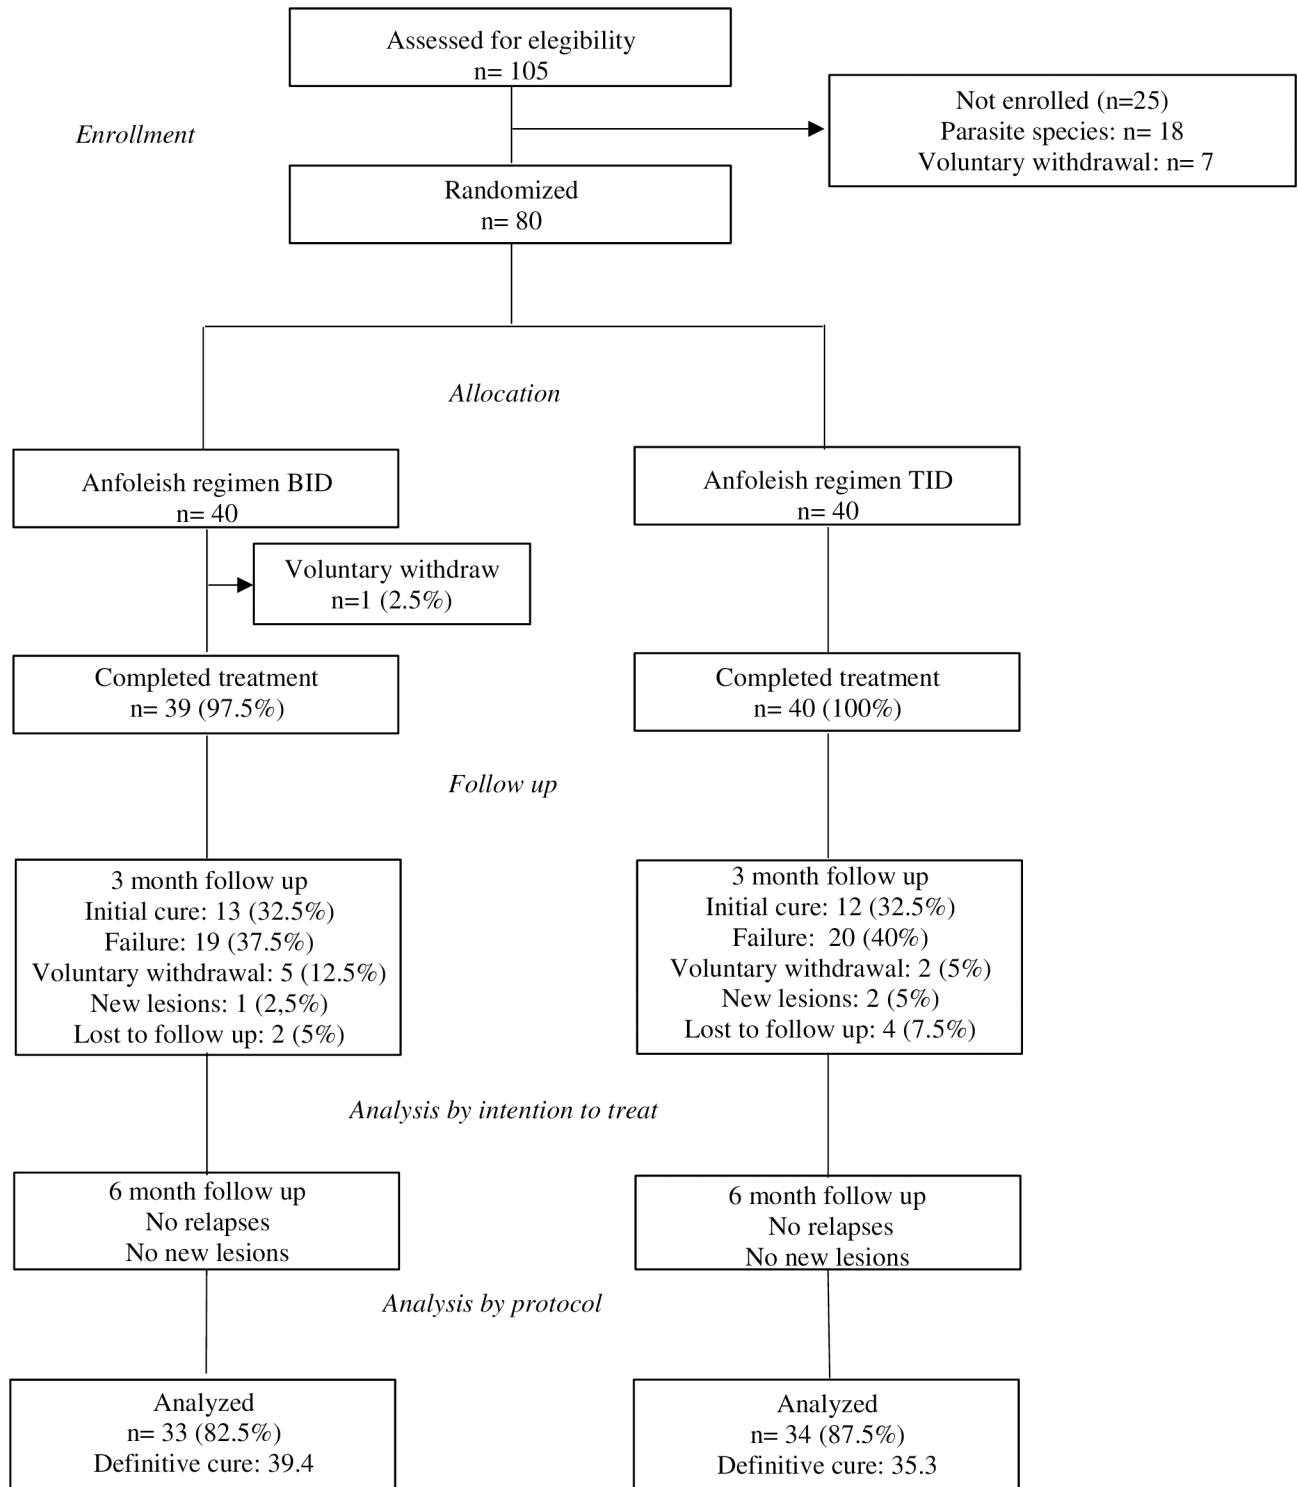 Assessed for elegibility
n= 105
Not enrolled (n=25)
Parasite species: n= 18
Voluntary withdrawal: n= 7
Enrollment
Randomized
n= 80
Allocation
Anfoleish regimen BID
n= 40
Anfoleish regimen TID
n= 40
Voluntary withdraw
n=1 (2.5%)
Completed treatment
n= 39 (97.5%)
Completed treatment
n= 40 (100%)
Follow up
3 month follow up
Initial cure: 13 (32.5%)
Failure: 19 (37.5%)
Voluntary withdrawal: 5 (12.5%)
New lesions: 1 (2,5%)
Lost to follow up: 2 (5%)
3 month follow up
Initial cure: 12 (32.5%)
Failure:  20 (40%)
Voluntary withdrawal: 2 (5%)
New lesions: 2 (5%)
Lost to follow up: 4 (7.5%)
Analysis by intention to treat
6 month follow up
No relapses
No new lesions
6 month follow up
No relapses
No new lesions
Analysis by protocol
Analyzed
n= 33 (82.5%)
Definitive cure: 39.4
Analyzed
n= 34 (87.5%)
Definitive cure: 35.3